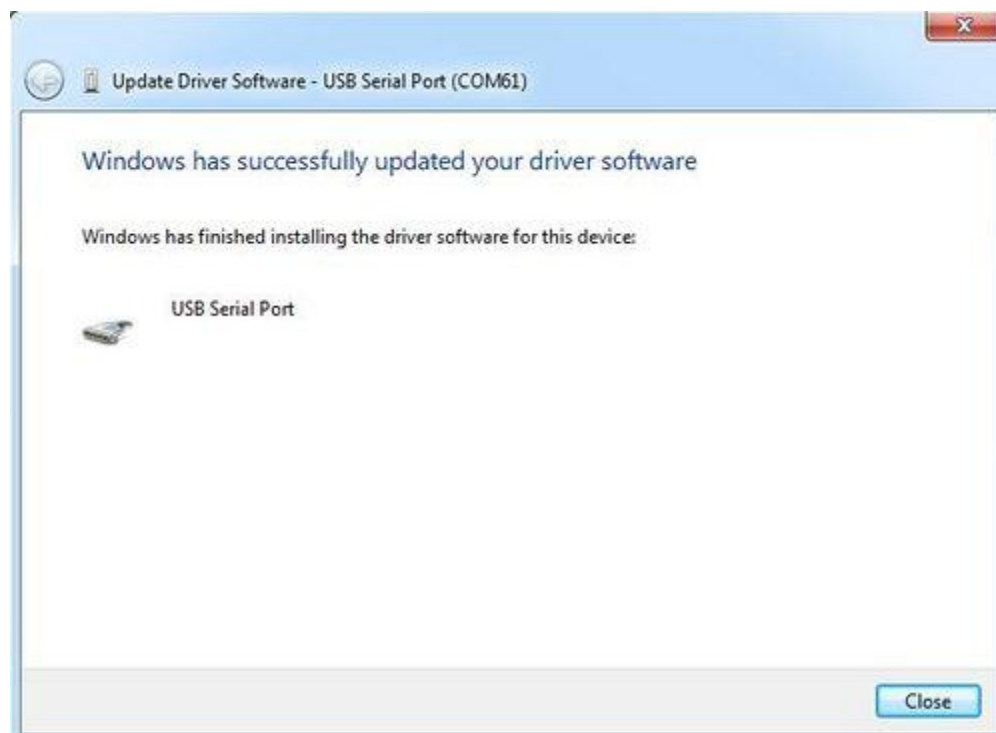 Update Driver Software - USB Serial Port (COM61)
Windows has successfully updated your driver software
Windows has finished installing the driver software for this device:
USB Serial Port
Close